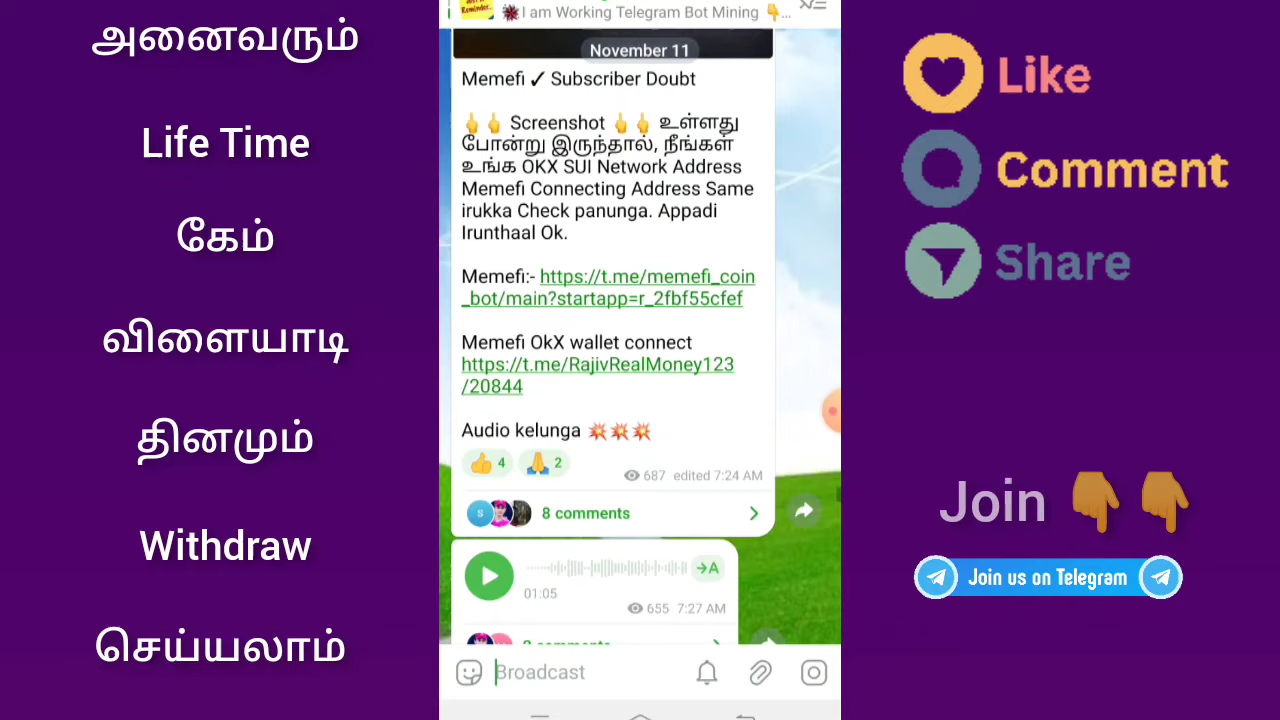 அனைவரும்
Life Time
கேம்
விளையாடி
தினமும்
Withdraw
செய்யலாம்
I am Working Telegram Bot Mining 👇...
November 11
Memefi ✓ Subscriber Doubt
👆👆 Screenshot 👆👆 உள்ளது
போன்று இருந்தால், நீங்கள்
உங்க OKX SUI Network Address
Memefi Connecting Address Same
irukka Check panunga. Appadi
Irunthaal Ok.
Memefi:- https://t.me/memefi_coin
_bot/main?startapp=r_2fbf55cfef
Memefi OkX wallet connect
https://t.me/RajivRealMoney123
/20844
Audio kelunga 💥💥💥
👍 4 🙏 2
687 edited 7:24 AM
S
8 comments
→A
01:05
655 7:27 AM
comments
Broadcast
Like
Comment
Share
Join 👇👇
Join us on Telegram